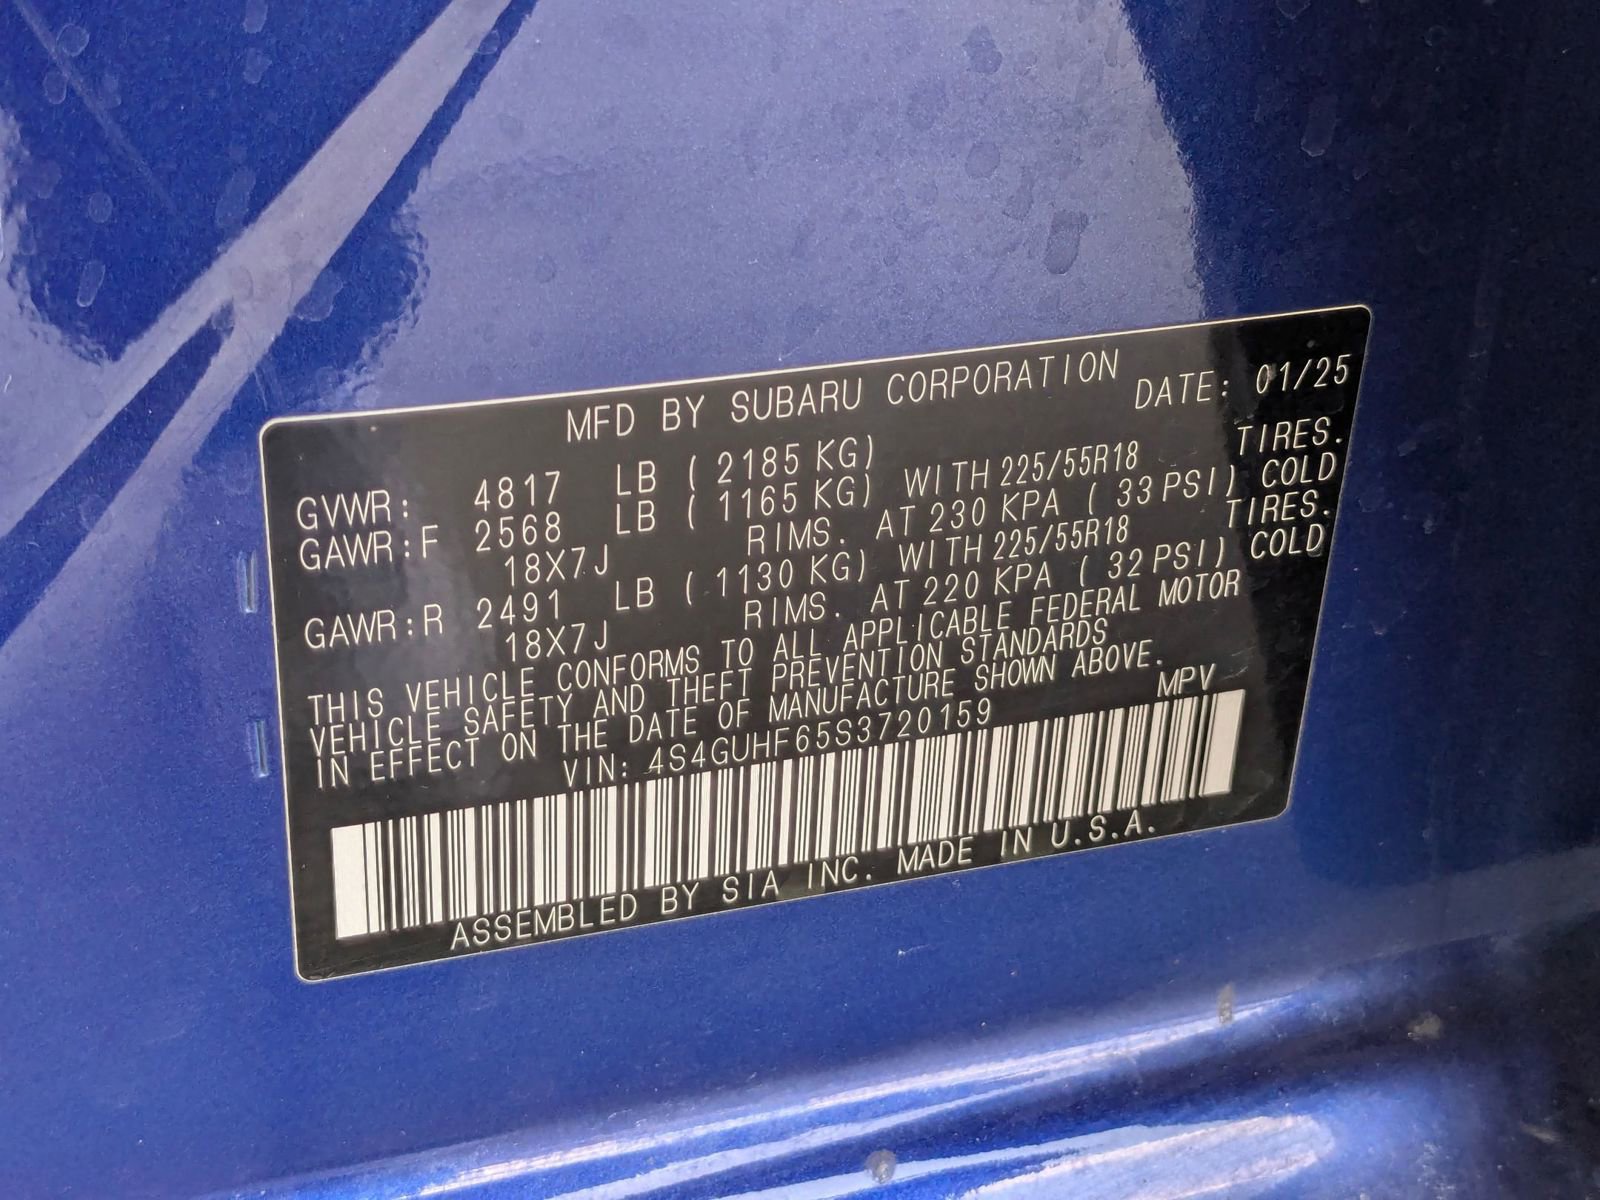 MFD BY SUBARU CORPORATION DATE: 01/25
GVWR: 4817 LB ( 2185 KG)
GAWR:F 2568 LB ( 1165 KG) WITH 225/55R18 TIRES.
18X7J RIMS. AT 230 KPA ( 33 PSI) COLD
GAWR:R 2491 LB ( 1130 KG) WITH 225/55R18 TIRES.
18X7J RIMS. AT 220 KPA ( 32 PSI) COLD
THIS VEHICLE CONFORMS TO ALL APPLICABLE FEDERAL MOTOR
VEHICLE SAFETY AND THEFT PREVENTION STANDARDS
IN EFFECT ON THE DATE OF MANUFACTURE SHOWN ABOVE.
VIN: 4S4GUHF65S3720159 MPV
ASSEMBLED BY SIA INC. MADE IN U.S.A.